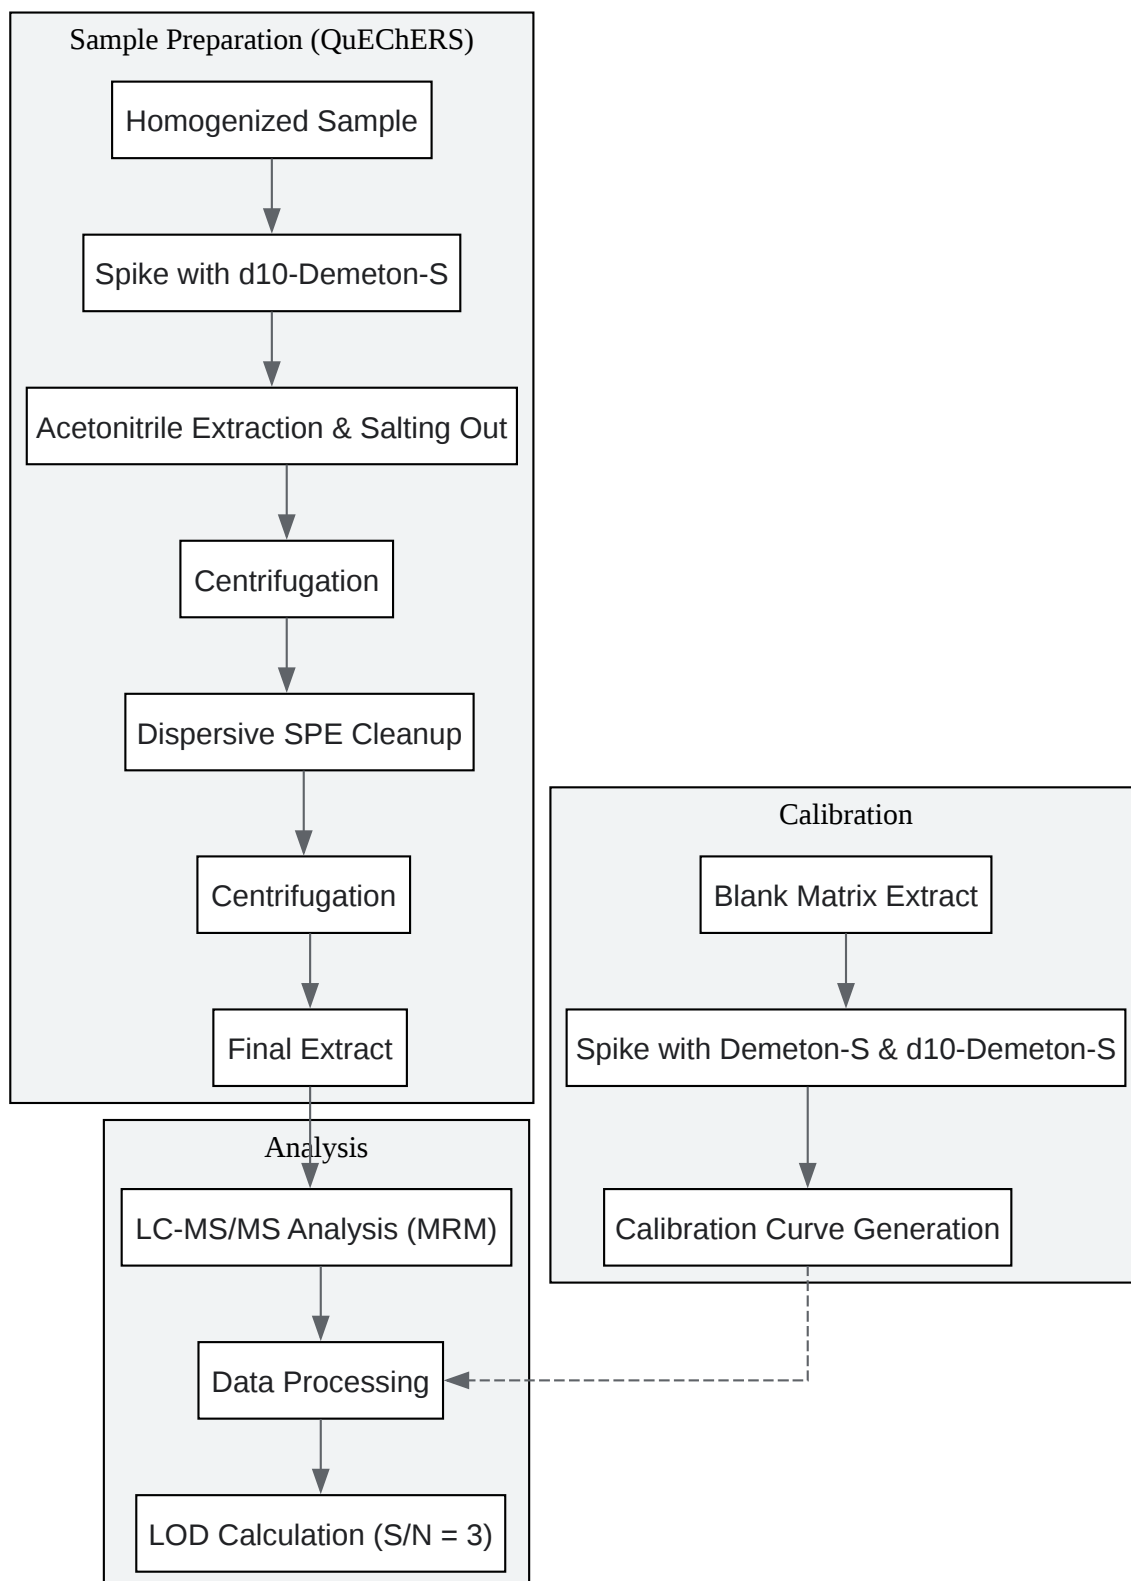 Sample Preparation (QuEChERS)
Homogenized Sample
Spike with d10-Demeton-S
Acetonitrile Extraction & Salting Out
Centrifugation
Dispersive SPE Cleanup
Centrifugation
Final Extract
Calibration
Blank Matrix Extract
Spike with Demeton-S & d10-Demeton-S
Calibration Curve Generation
Analysis
LC-MS/MS Analysis (MRM)
Data Processing
LOD Calculation (S/N = 3)